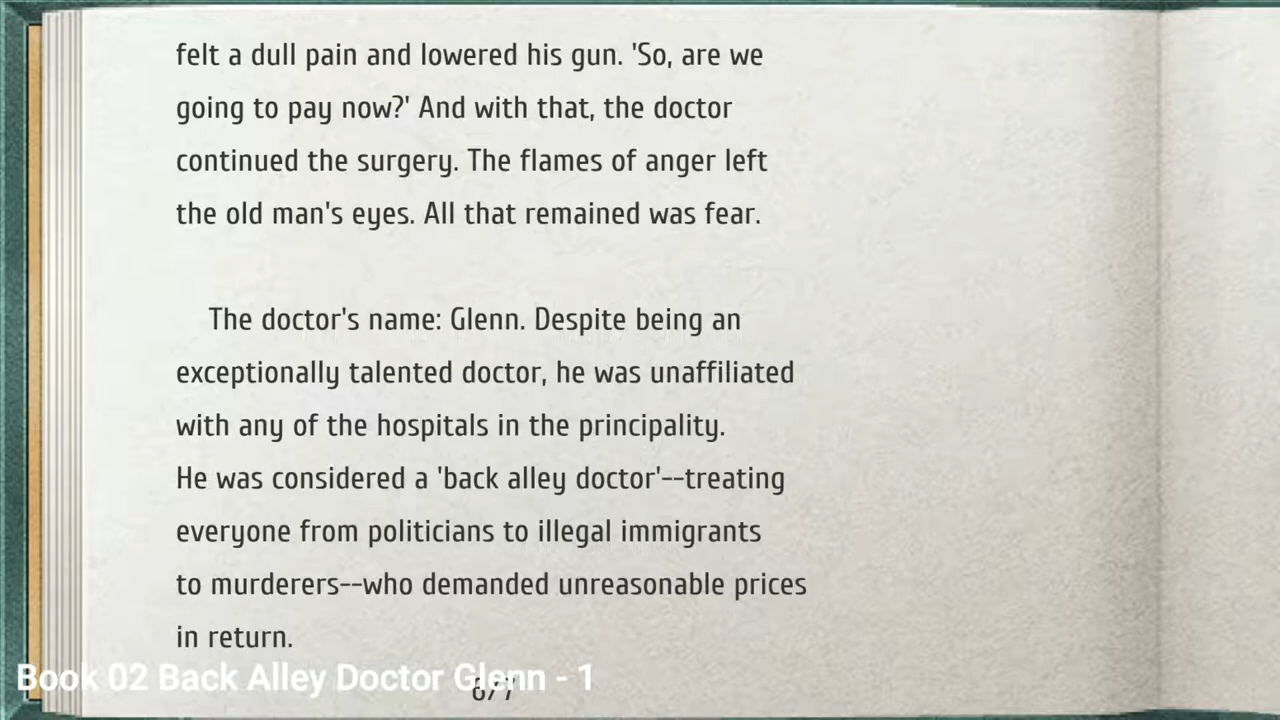 felt a dull pain and lowered his gun. 'So, are we
going to pay now?' And with that, the doctor
continued the surgery. The flames of anger left
the old man's eyes. All that remained was fear.
The doctor's name: Glenn. Despite being an
exceptionally talented doctor, he was unaffiliated
with any of the hospitals in the principality.
He was considered a 'back alley doctor'--treating
everyone from politicians to illegal immigrants
to murderers--who demanded unreasonable prices
in return.
Book 02 Back Alley Doctor Glenn - 1
6/7